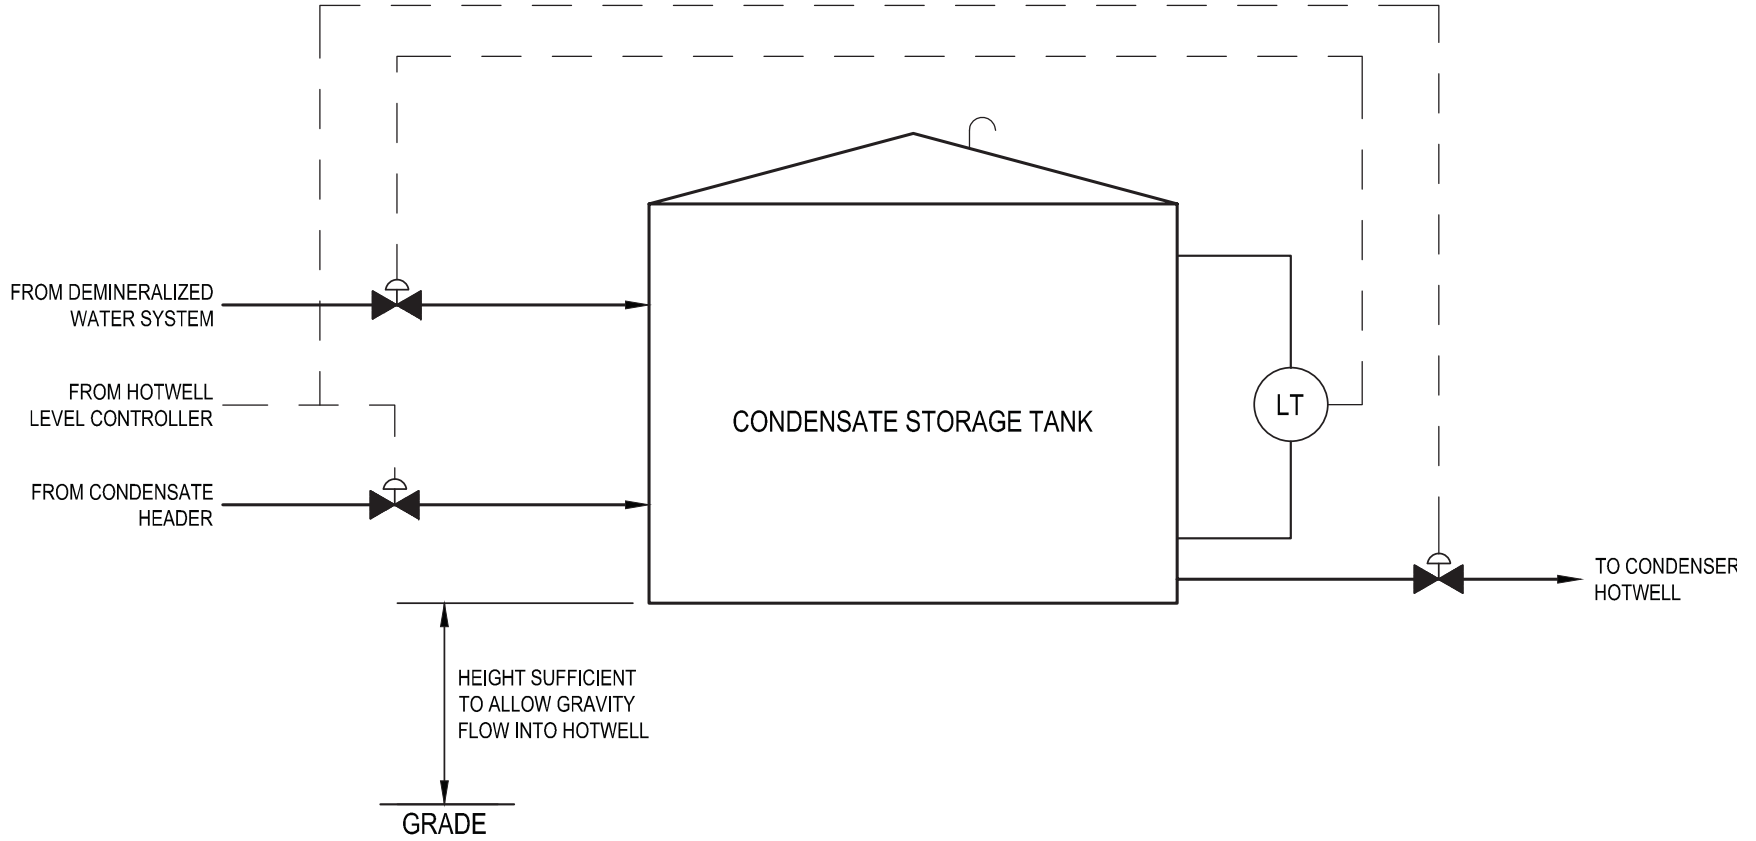 FROM DEMINERALIZED
WATER SYSTEM
FROM HOTWELL
LEVEL CONTROLLER
FROM CONDENSATE
HEADER
CONDENSATE STORAGE TANK
LT
TO CONDENSER
HOTWELL
HEIGHT SUFFICIENT
TO ALLOW GRAVITY
FLOW INTO HOTWELL
GRADE